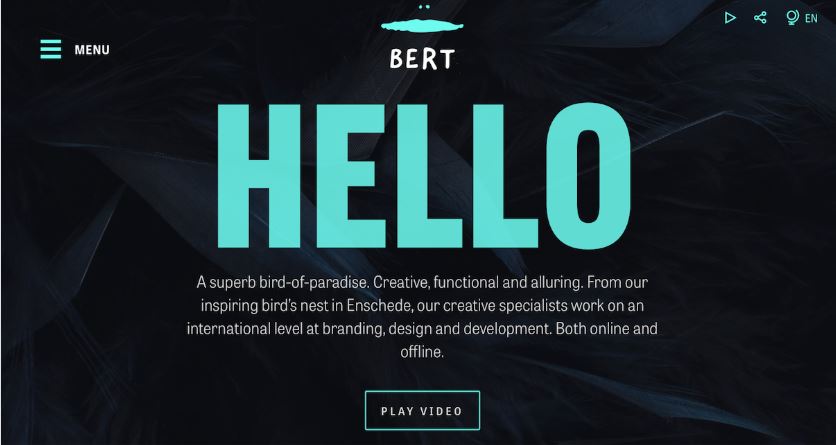 MENU
BERT
EN
HELLO
A superb bird-of-paradise. Creative, functional and alluring. From our
inspiring bird's nest in Enschede, our creative specialists work on an
international level at branding, design and development. Both online and
offline.
PLAY VIDEO